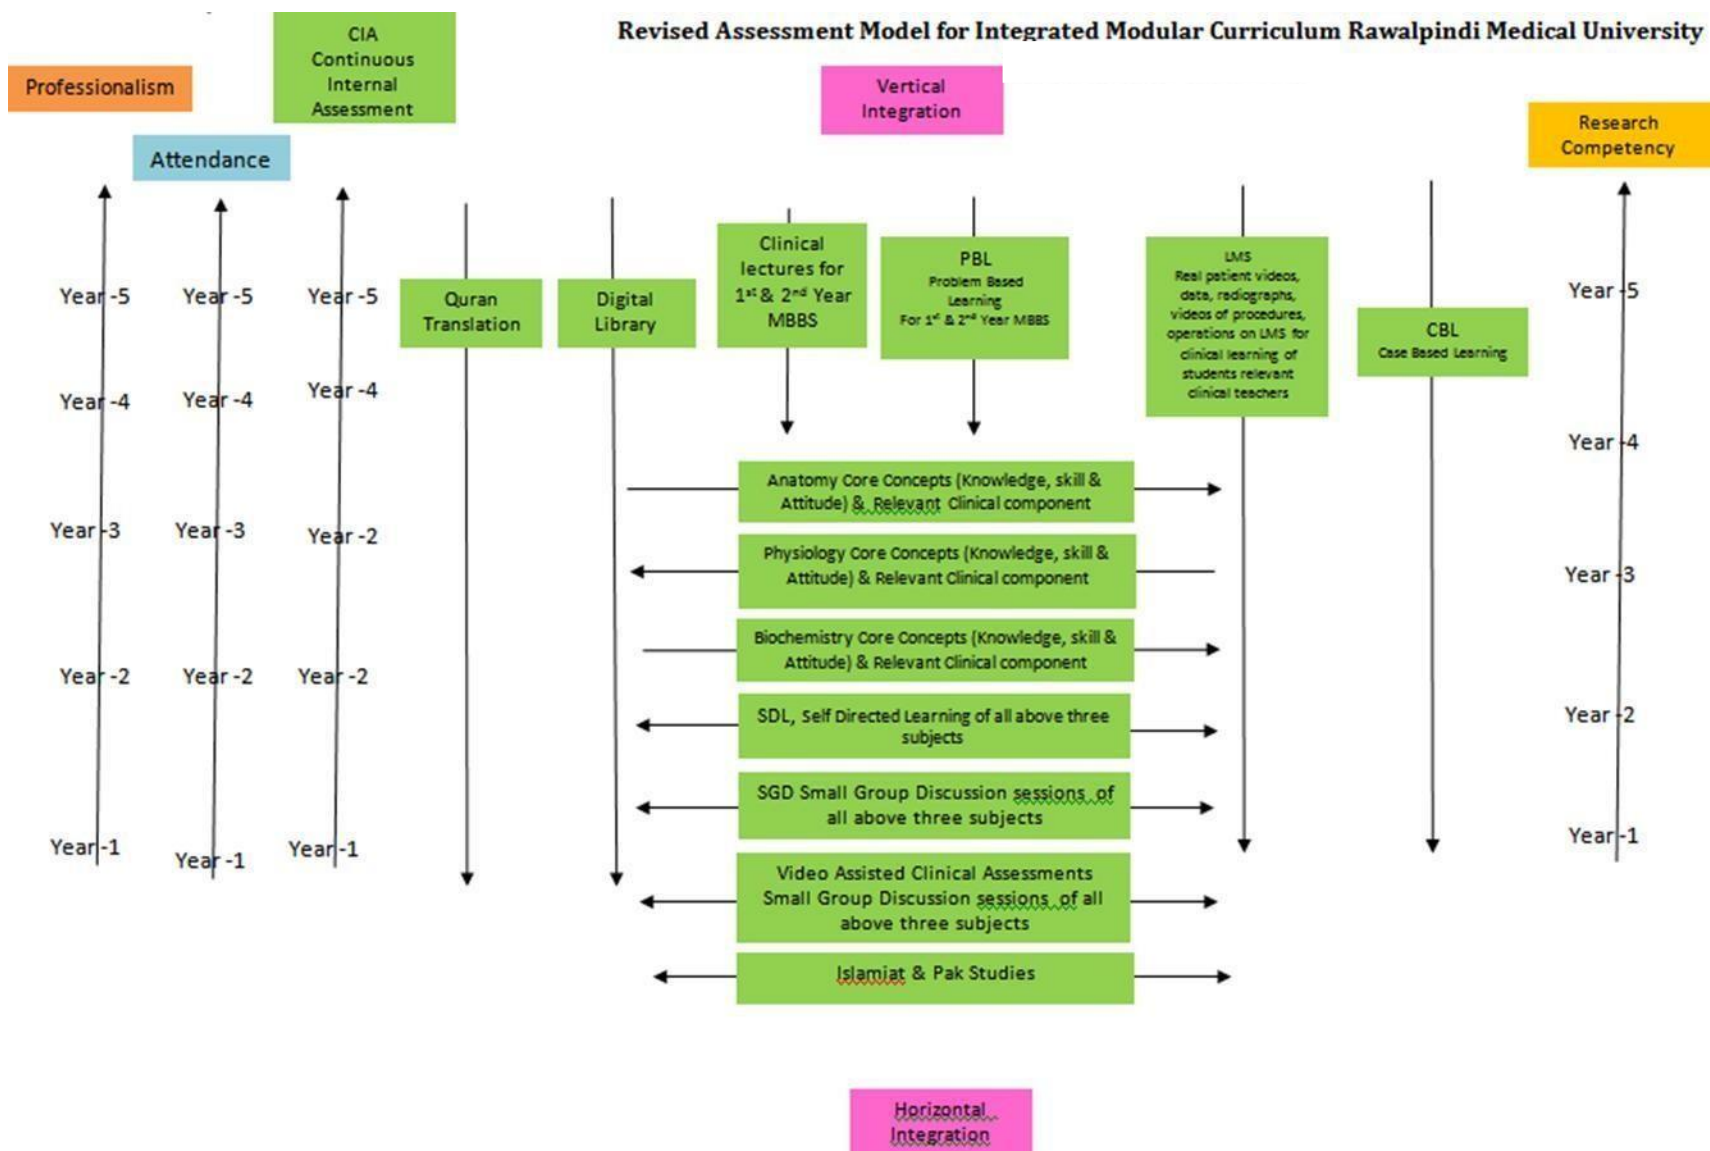 Revised Assessment Model for Integrated Modular Curriculum Rawalpindi Medical University
CIA
Continuous
Internal
Assessment
Professionalism
Attendance
Vertical
Integration
Research
Competency
Year -5
Year -4
Year -3
Year -2
Year -1
Year -5
Year -4
Year -3
Year -2
Year -1
Year -5
Year -4
Year -2
Year -2
Year -1
Quran
Translation
Digital
Library
Clinical
lectures for
1st & 2nd Year
MBBS
PBL
Problem Based
Learning
For 1st & 2nd Year MBBS
LMS
Real patient videos,
data, radiographs,
videos of procedures,
operations on LMS for
clinical learning of
students relevant
clinical teachers
CBL
Case Based Learning
Year -5
Year -4
Year -3
Year -2
Year -1
Anatomy Core Concepts (Knowledge, skill &
Attitude) & Relevant Clinical component
Physiology Core Concepts (Knowledge, skill &
Attitude) & Relevant Clinical component
Biochemistry Core Concepts (Knowledge, skill &
Attitude) & Relevant Clinical component
SDL, Self Directed Learning of all above three
subjects
SGD Small Group Discussion sessions of
all above three subjects
Video Assisted Clinical Assessments
Small Group Discussion sessions of all
above three subjects
Islamiat & Pak Studies
Horizontal
Integration